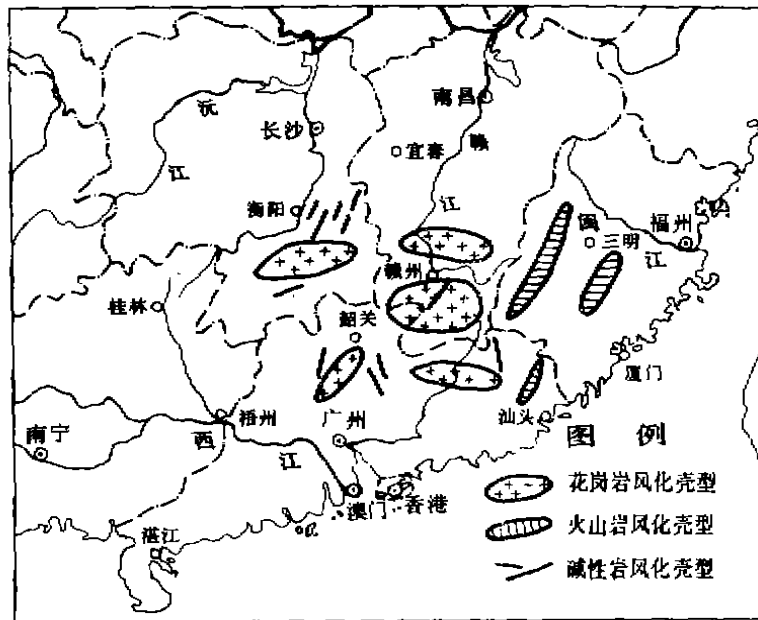 南昌
沅
长沙
赣
宜春
江
衡阳
江
闽
福州
三明
江
赣州
桂林
韶关
厦门
梧州
广州
汕头
南宁
西
江
图 例
花岗岩风化壳型
澳门
香港
火山岩风化壳型
湛江
碱性岩风化壳型